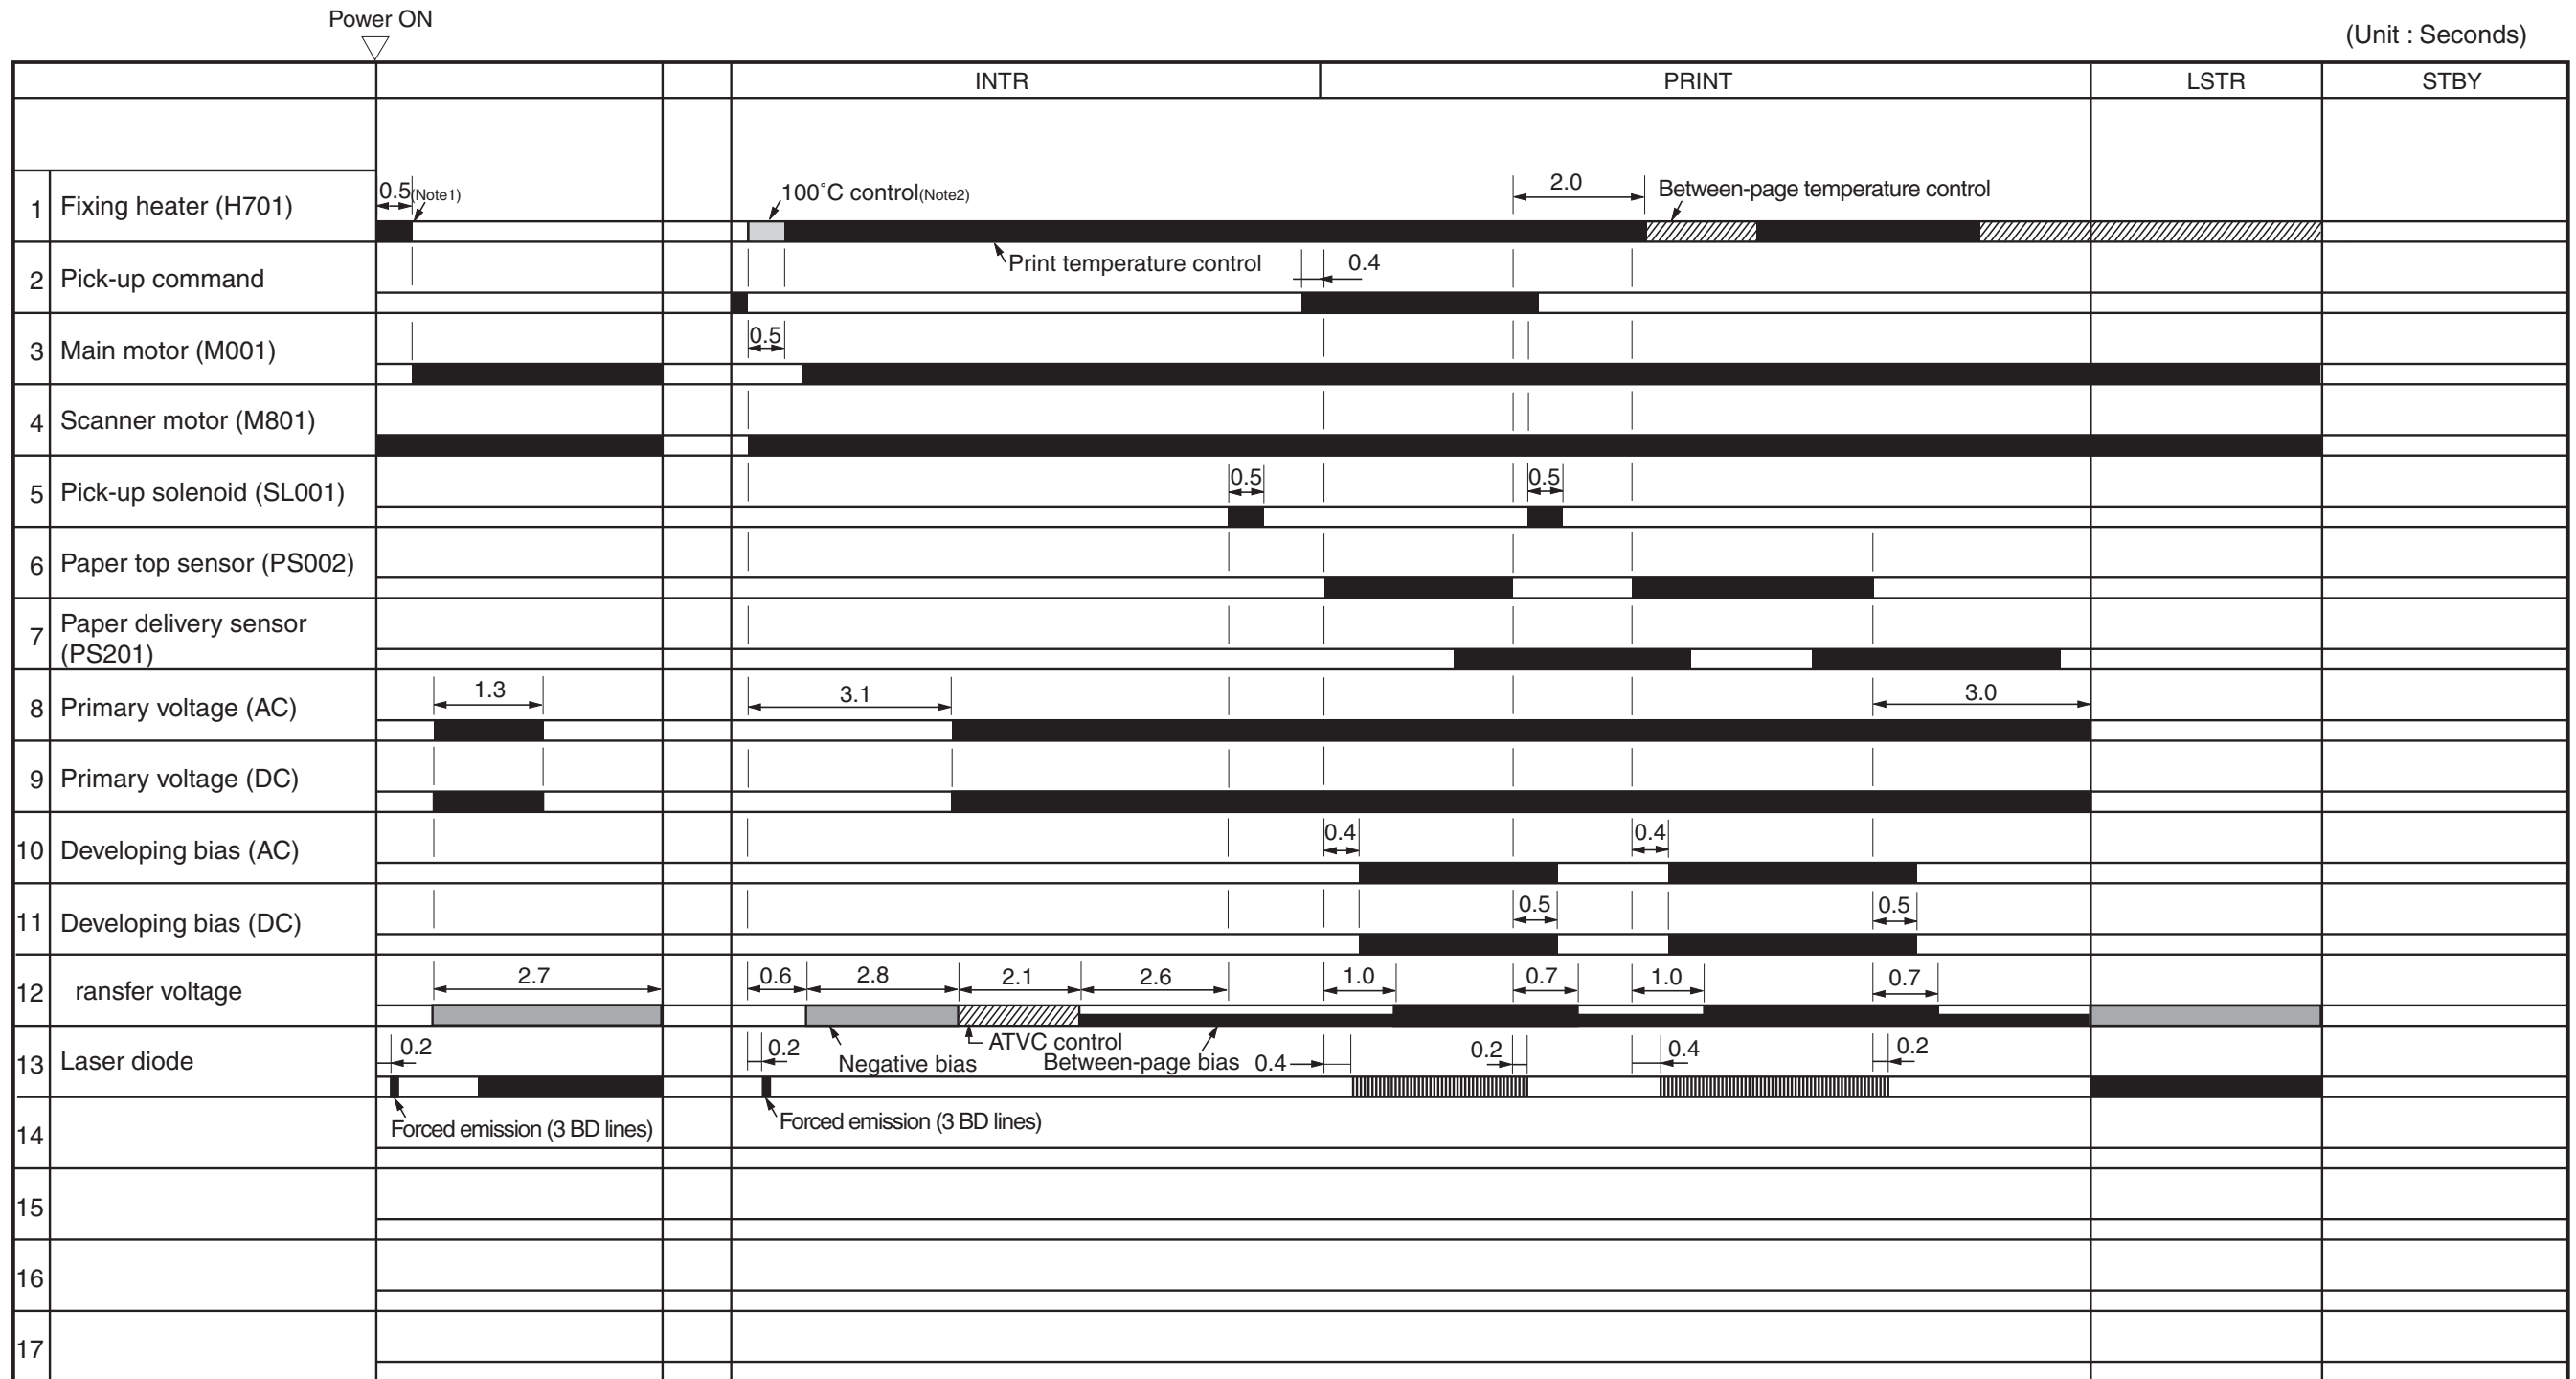 Power ON
(Unit : Seconds)
INTR PRINT LSTR STBY
1 Fixing heater (H701) 0.5(Note1) 100˚C control(Note2) 2.0 Between-page temperature control
Print temperature control
2 Pick-up command 0.4
3 Main motor (M001) 0.5
4 Scanner motor (M801)
5 Pick-up solenoid (SL001) 0.5 0.5
6 Paper top sensor (PS002)
7 Paper delivery sensor
(PS201)
8 Primary voltage (AC) 1.3 3.1 3.0
9 Primary voltage (DC)
10 Developing bias (AC) 0.4 0.4
11 Developing bias (DC) 0.5 0.5
12 ransfer voltage 2.7 0.6 2.8 2.1 2.6 1.0 0.7 1.0 0.7
ATVC control
Negative bias Between-page bias
13 Laser diode 0.2 0.2 0.4 0.2 0.4 0.2
Forced emission (3 BD lines) Forced emission (3 BD lines)
14
15
16
17